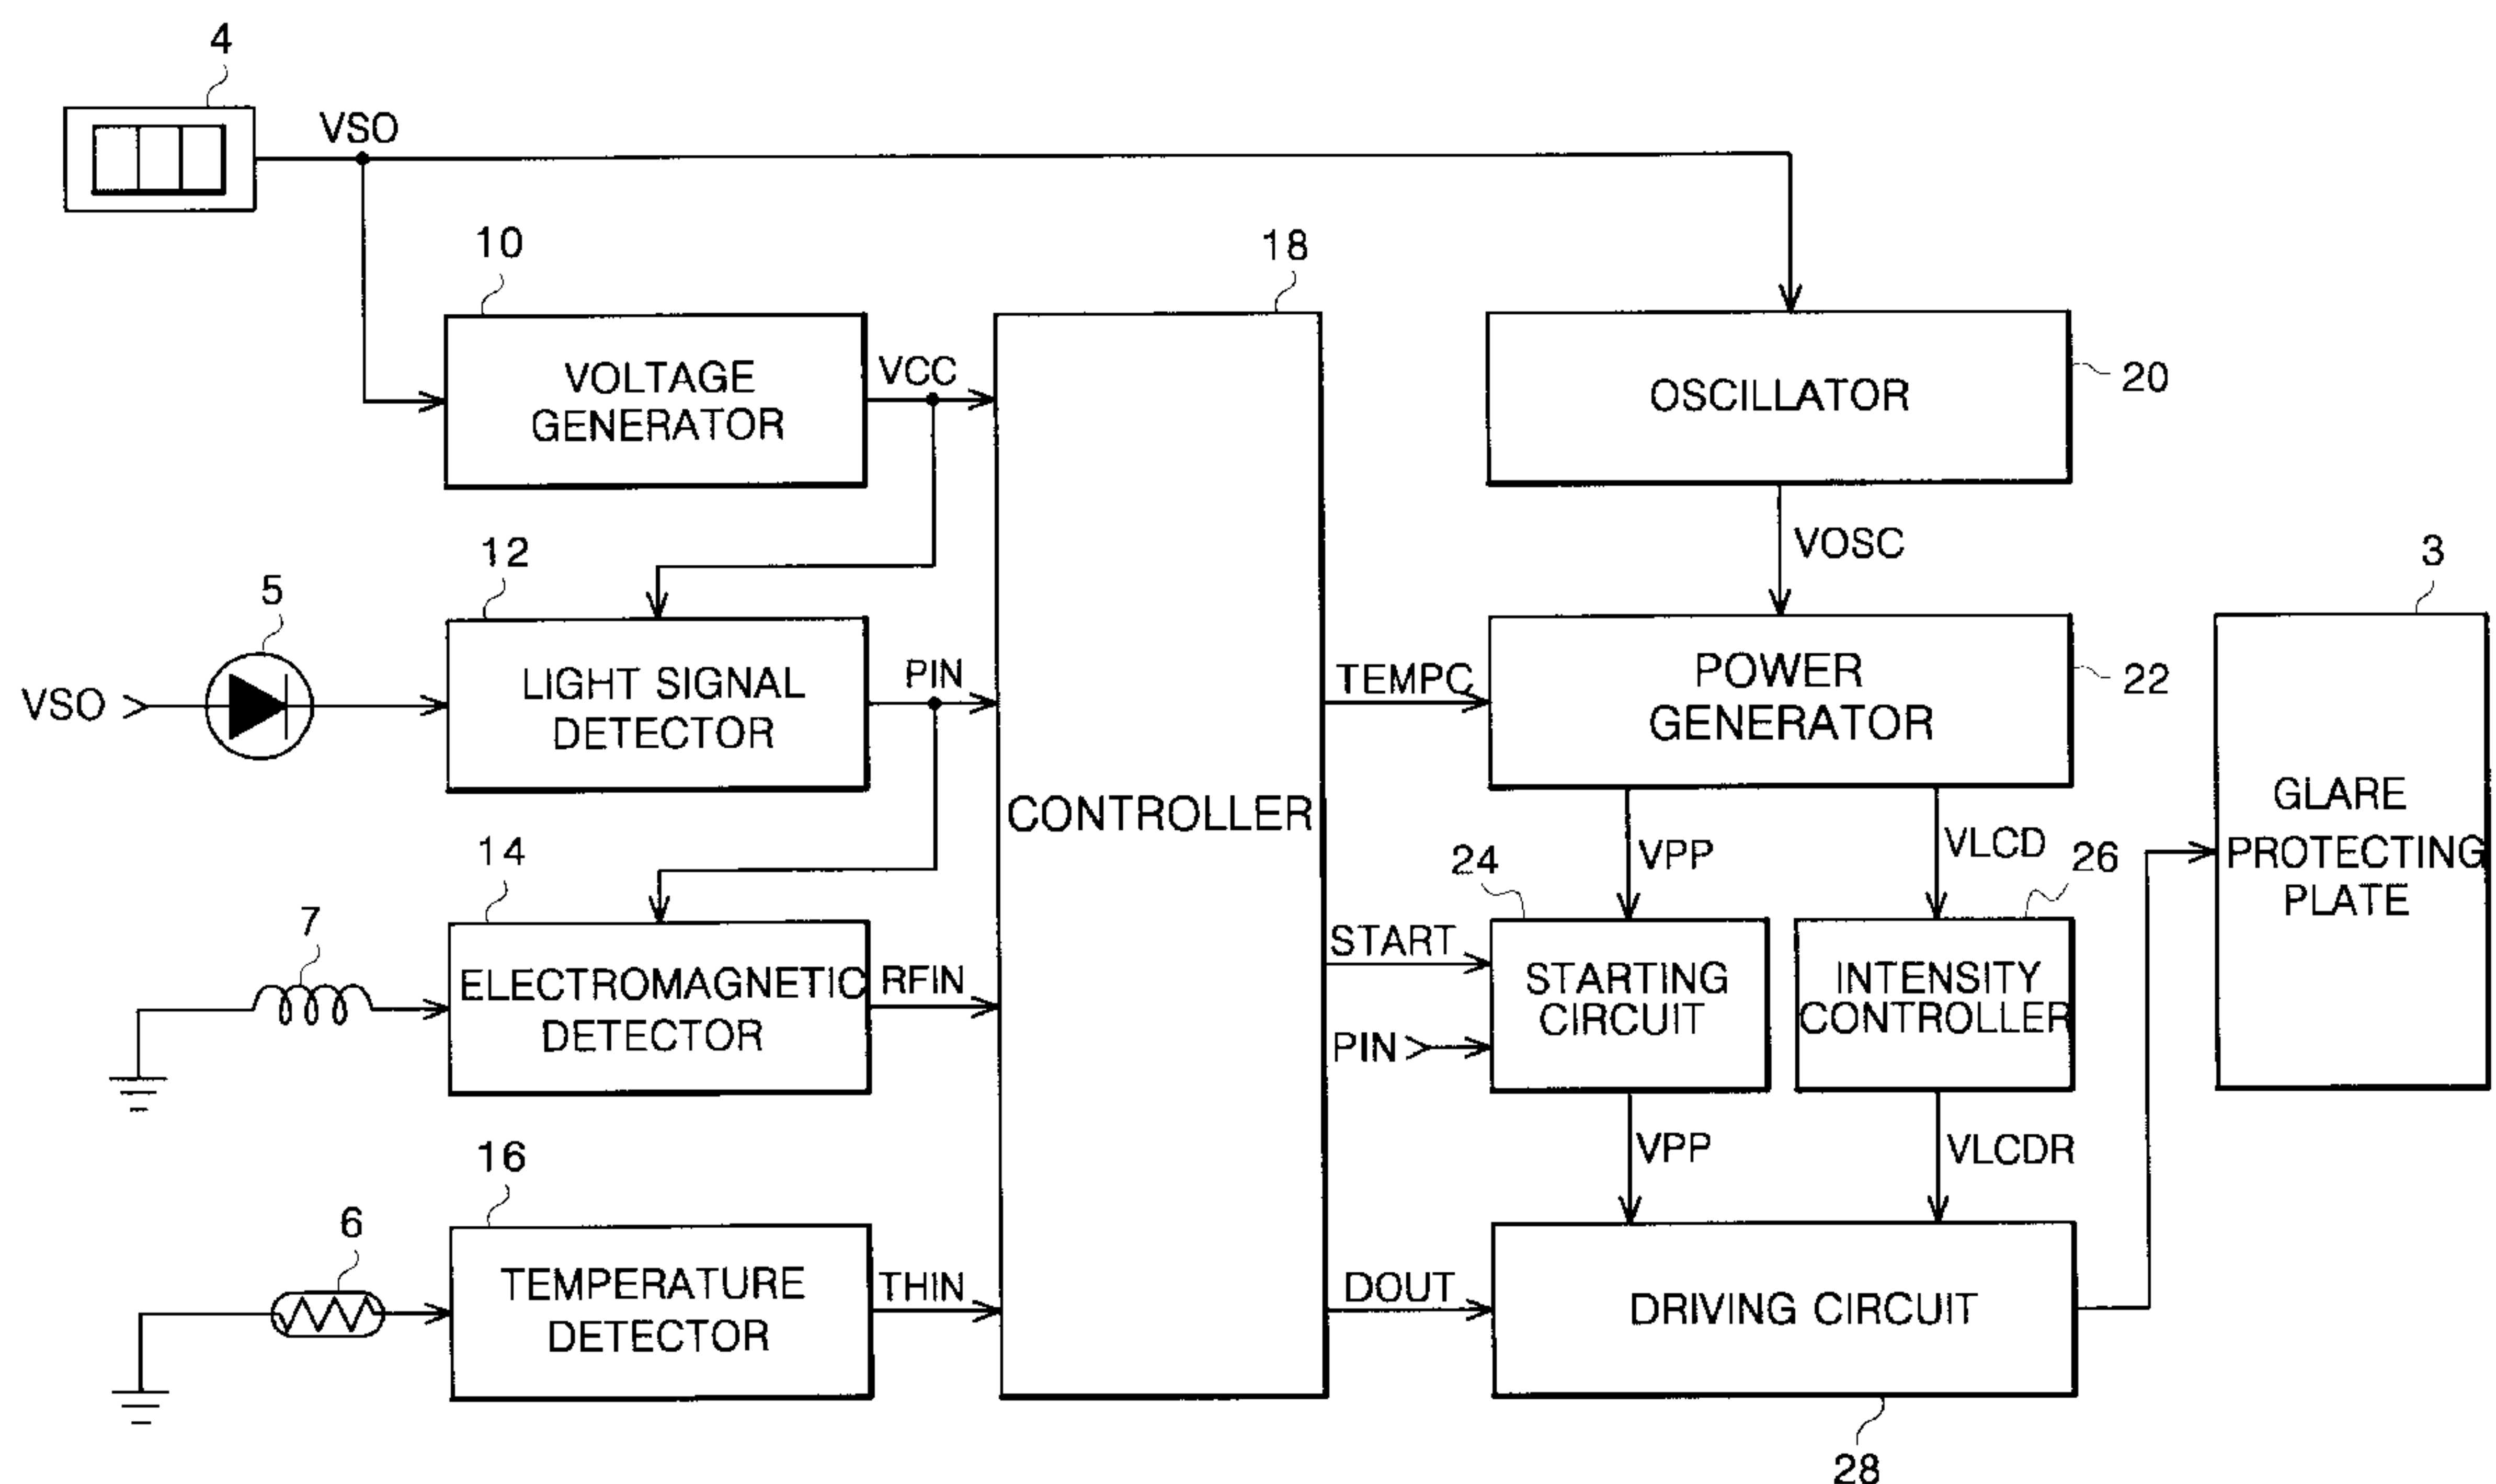 4
VSO
10
18
VOLTAGE
GENERATOR
VCC
OSCILLATOR
20
VOSC
12
5
VSO
LIGHT SIGNAL
DETECTOR
PIN
TEMPC
POWER
GENERATOR
22
3
GLARE
PROTECTING
PLATE
CONTROLLER
14
7
ELECTROMAGNETIC
DETECTOR
RFIN
VPP
VLCD
24
26
START
PIN
STARTING
CIRCUIT
INTENSITY
CONTROLLER
VPP
VLCDR
16
6
TEMPERATURE
DETECTOR
THIN
DOUT
DRIVING CIRCUIT
28